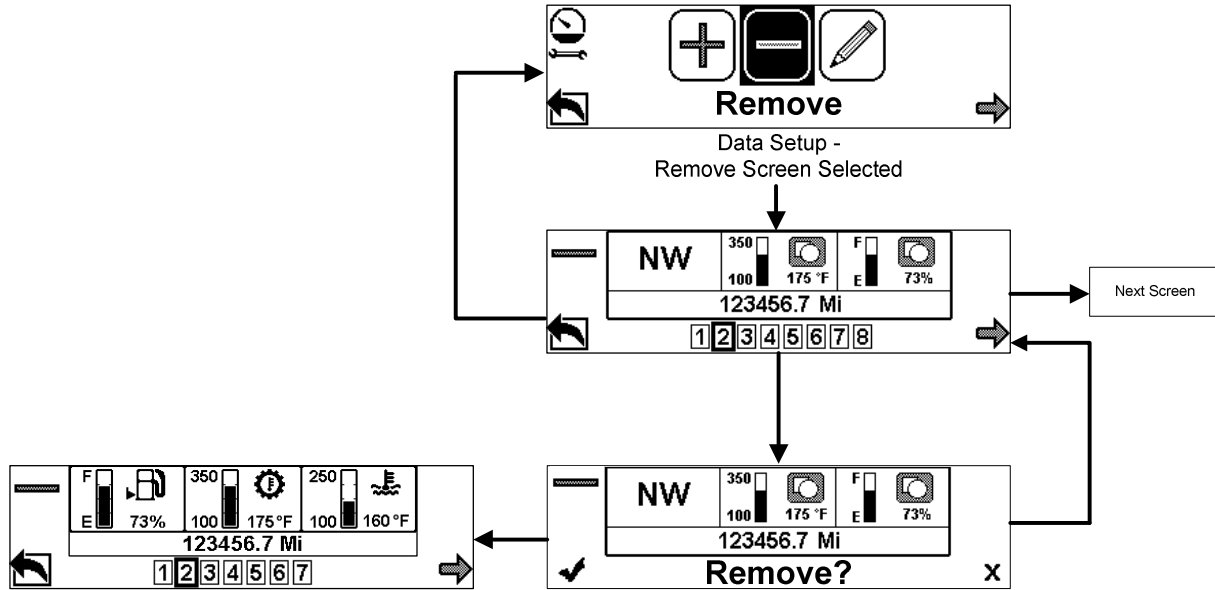 Remove
Data Setup -
Remove Screen Selected
NW
350
100
175 °F
F
E
73%
123456.7 Mi
1 2 3 4 5 6 7 8
Next Screen
NW
350
100
175 °F
F
E
73%
123456.7 Mi
Remove?
X
F
E
73%
350
100
175 °F
250
100
160 °F
123456.7 Mi
1 2 3 4 5 6 7